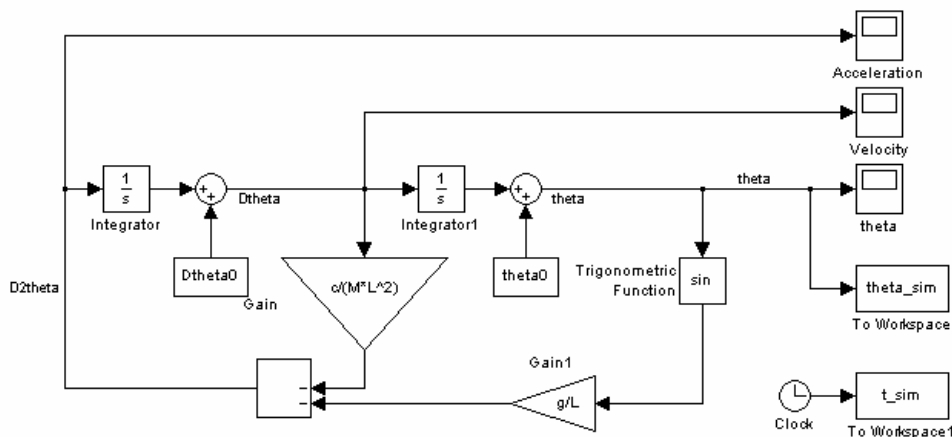 Acceleration
Velocity
1
s
Integrator
+
+
Dtheta
1
s
Integrator1
+
+
theta
theta
theta
Dtheta0
Gain
D2theta
c/(M*L^2)
theta0
Trigonometric
Function
sin
theta_sim
To Workspace
−
−
Gain1
g/L
Clock
t_sim
To Workspace1